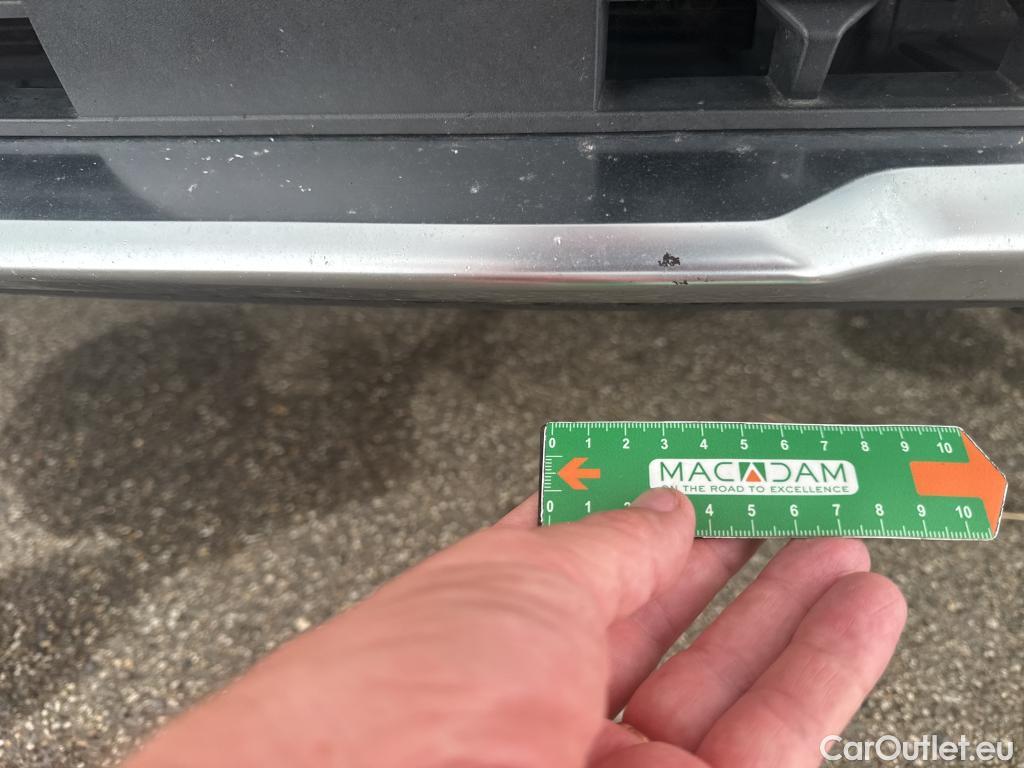 0 1 2 3 4 5 6 7 8 9 10
MACADAM
ON THE ROAD TO EXCELLENCE
0 1 2 4 5 6 7 8 9 10
CarOutlet.eu